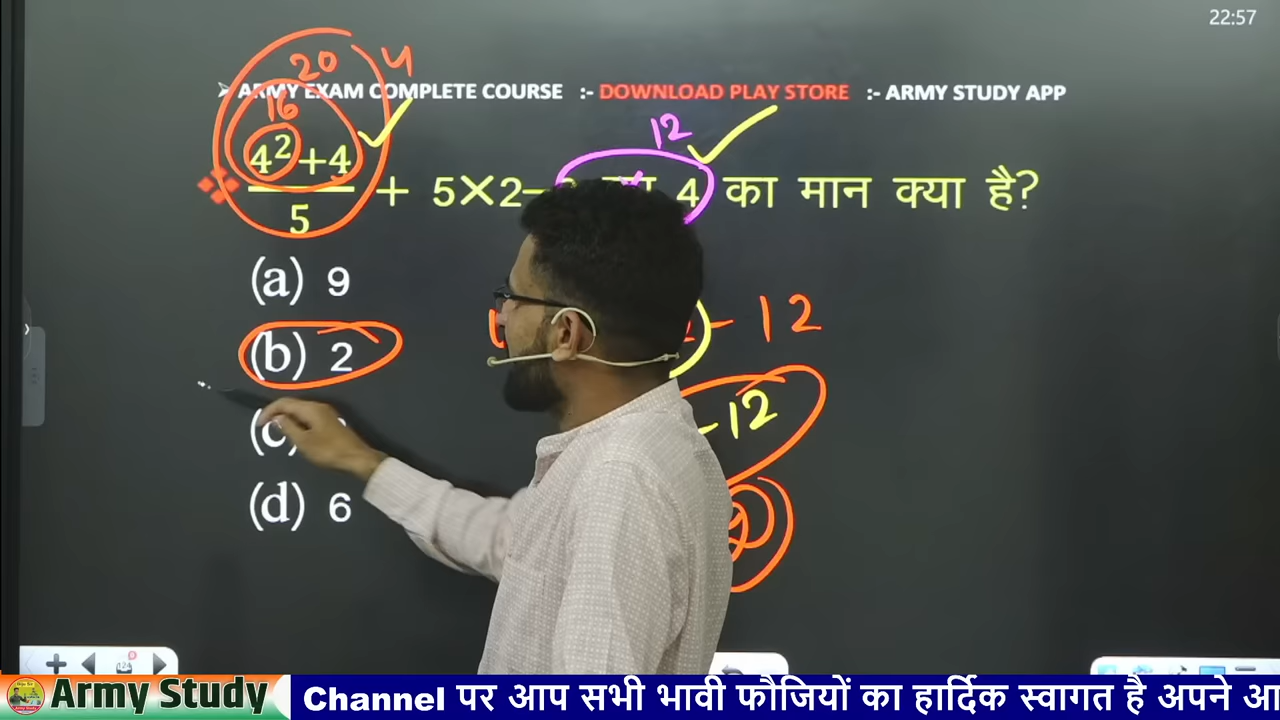 22:57
20 4
➤ ARMY EXAM COMPLETE COURSE :- DOWNLOAD PLAY STORE :- ARMY STUDY APP
16
12
4²+4
5
+ 5×2− 4 का मान क्या है?
(a) 9
- 12
(b) 2
-12
(c)
(d) 6
124
Army Study
Channel पर आप सभी भावी फौजियों का हार्दिक स्वागत है अपने आ